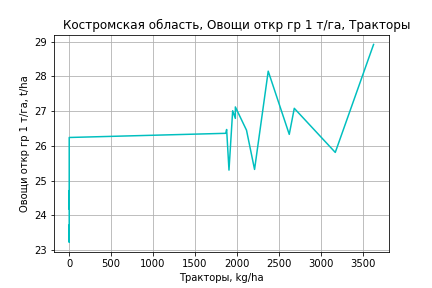 Костромская область, Овощи откр гр 1 т/га, Тракторы
29
28
27
26
25
24
23
Овощи откр гр 1 т/га, t/ha
0 500 1000 1500 2000 2500 3000 3500
Тракторы, kg/ha